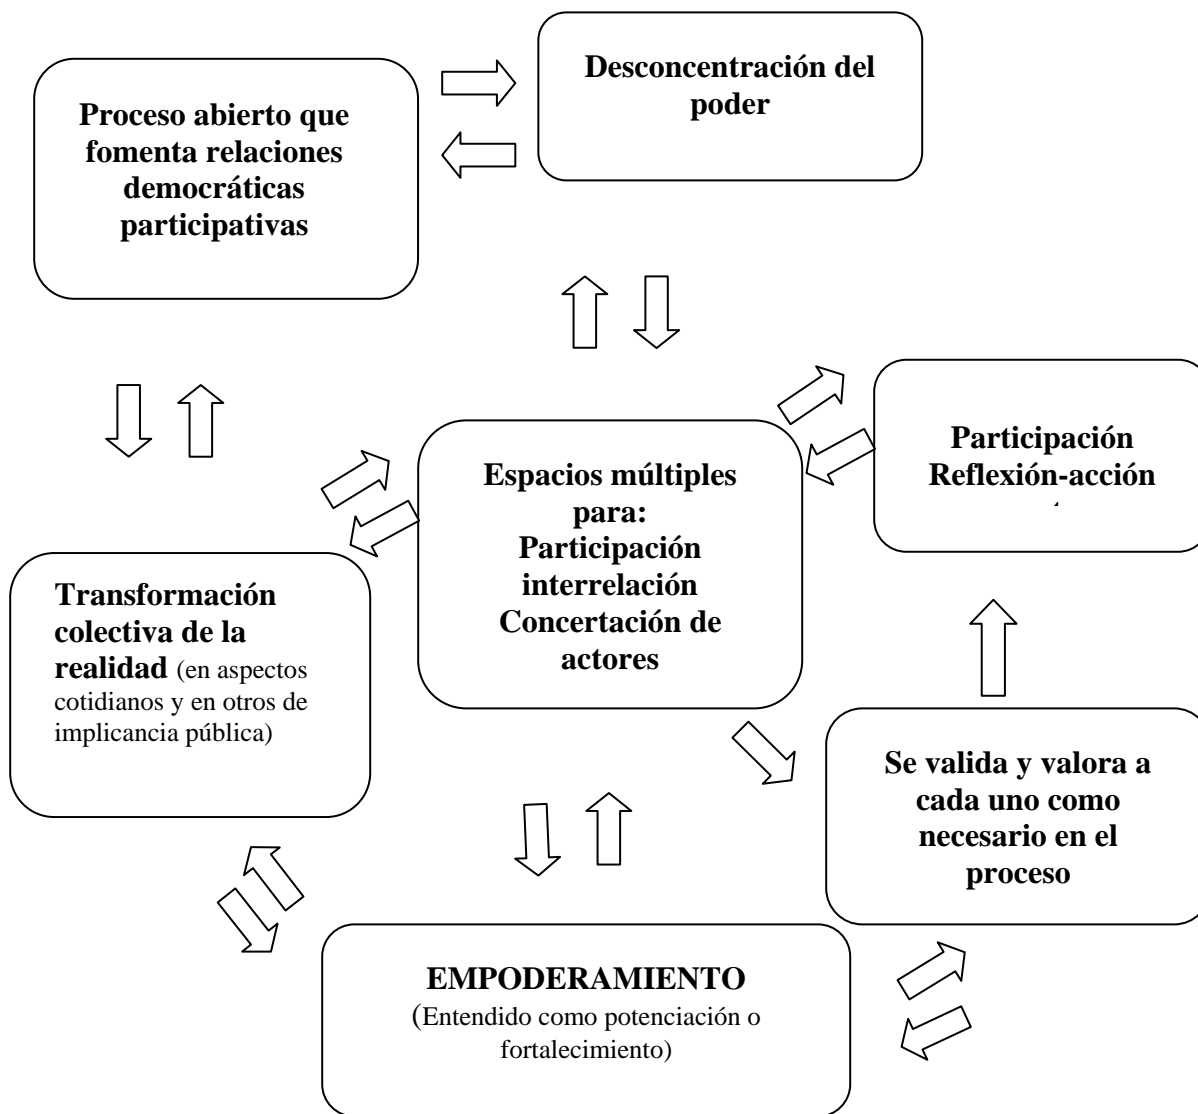 Proceso abierto que
fomenta relaciones
democráticas
participativas
Desconcentración del
poder
Espacios múltiples
para:
Participación
interrelación
Concertación de
actores
Participación
Reflexión-acción
Transformación
colectiva de la
realidad (en aspectos
cotidianos y en otros de
implicancia pública)
Se valida y valora a
cada uno como
necesario en el
proceso
EMPODERAMIENTO
(Entendido como potenciación o
fortalecimiento)